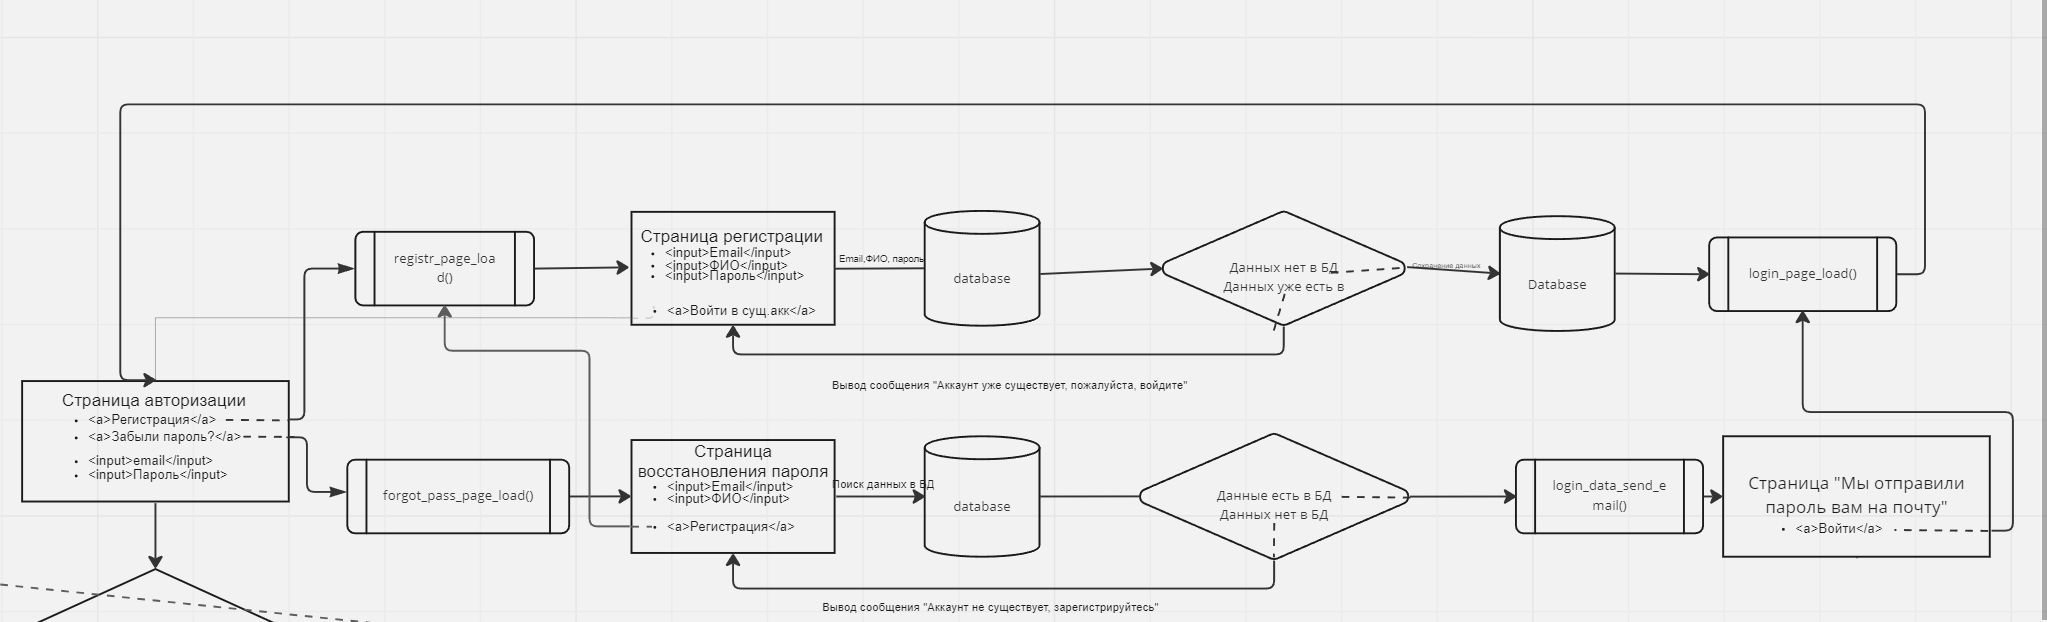 registr_page_loa
d()
Страница регистрации
<input>Email</input>
<input>ФИО</input>
<input>Пароль</input>
<a>Войти в сущ.акк</a>
Email,ФИО, пароль
database
Данных нет в БД
Данных уже есть в
Сохранение данных
Database
login_page_load()
Вывод сообщения "Аккаунт уже существует, пожалуйста, войдите"
Страница авторизации
<a>Регистрация</a>
<a>Забыли пароль?</a>
<input>email</input>
<input>Пароль</input>
forgot_pass_page_load()
Страница
восстановления пароля
<input>Email</input>
<input>ФИО</input>
<a>Регистрация</a>
Поиск данных в БД
database
Данные есть в БД
Данных нет в БД
login_data_send_e
mail()
Страница "Мы отправили
пароль вам на почту"
<a>Войти</a>
Вывод сообщения "Аккаунт не существует, зарегистрируйтесь"